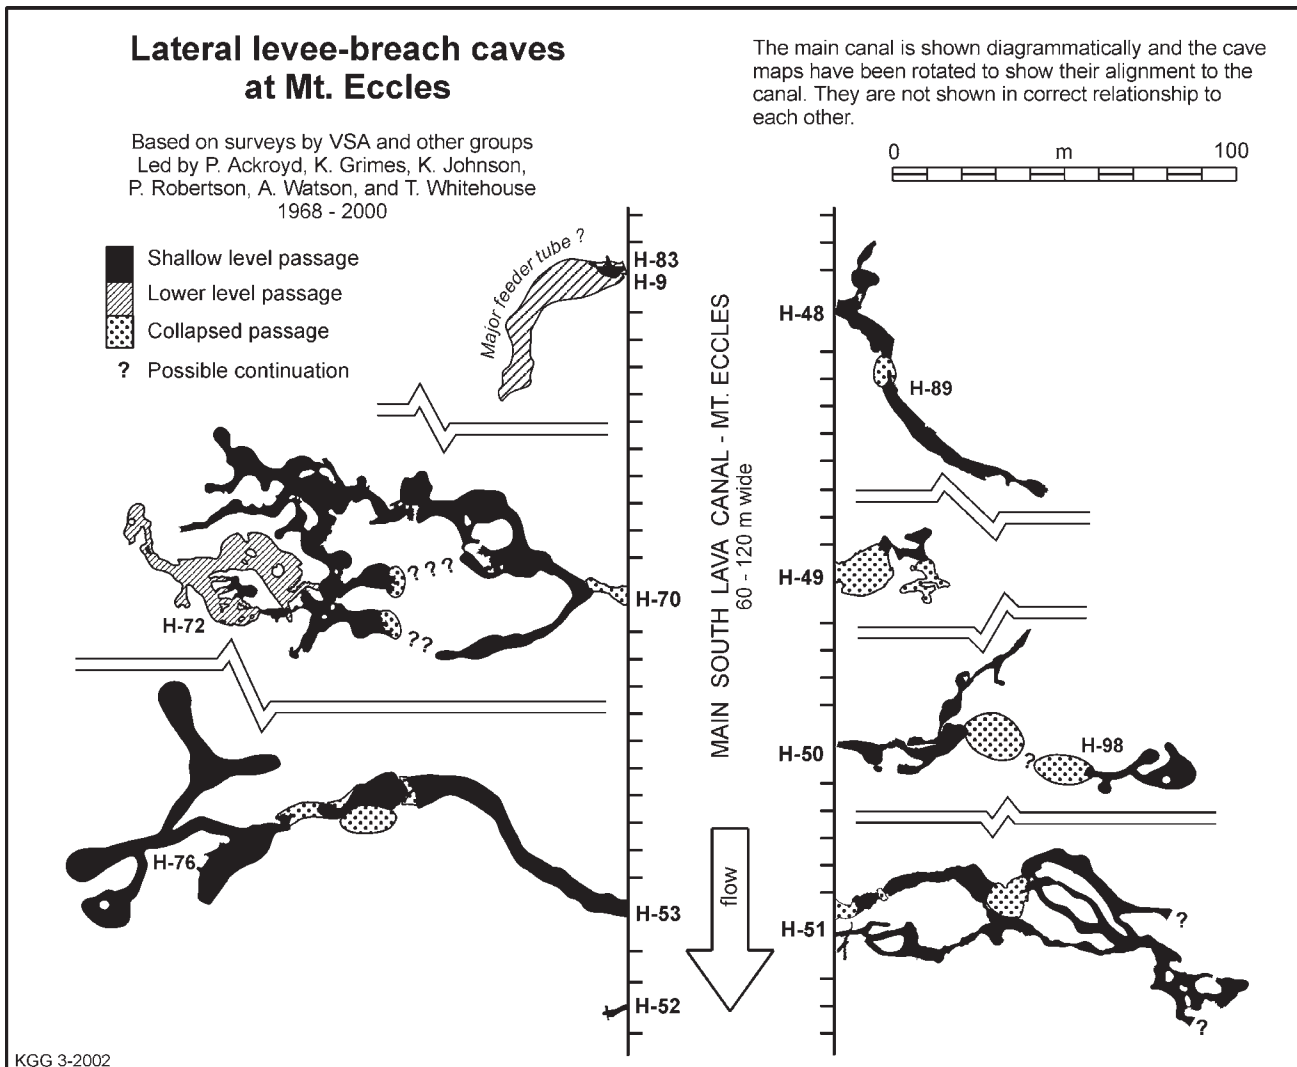 Lateral levee-breach caves
at Mt. Eccles
Based on surveys by VSA and other groups
Led by P. Ackroyd, K. Grimes, K. Johnson,
P. Robertson, A. Watson, and T. Whitehouse
1968 - 2000
The main canal is shown diagrammatically and the cave
maps have been rotated to show their alignment to the
canal. They are not shown in correct relationship to
each other.
0 m 100
Shallow level passage
Lower level passage
Collapsed passage
? Possible continuation
Major feeder tube ?
H-83
H-9
H-70
H-72
? ? ?
??
H-76
H-53
H-52
MAIN SOUTH LAVA CANAL - MT. ECCLES
60 - 120 m wide
flow
H-48
H-89
H-49
H-50
?
H-98
H-51
?
?
KGG 3-2002